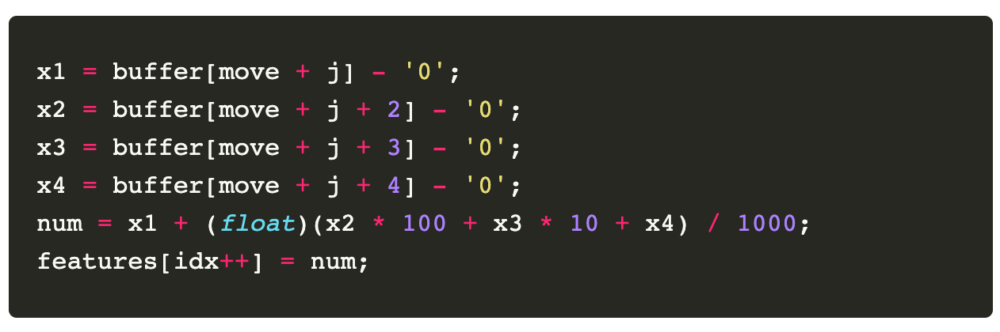 x1 = buffer[move + j] - '0';
x2 = buffer[move + j + 2] - '0';
x3 = buffer[move + j + 3] - '0';
x4 = buffer[move + j + 4] - '0';
num = x1 + (float)(x2 * 100 + x3 * 10 + x4) / 1000;
features[idx++] = num;